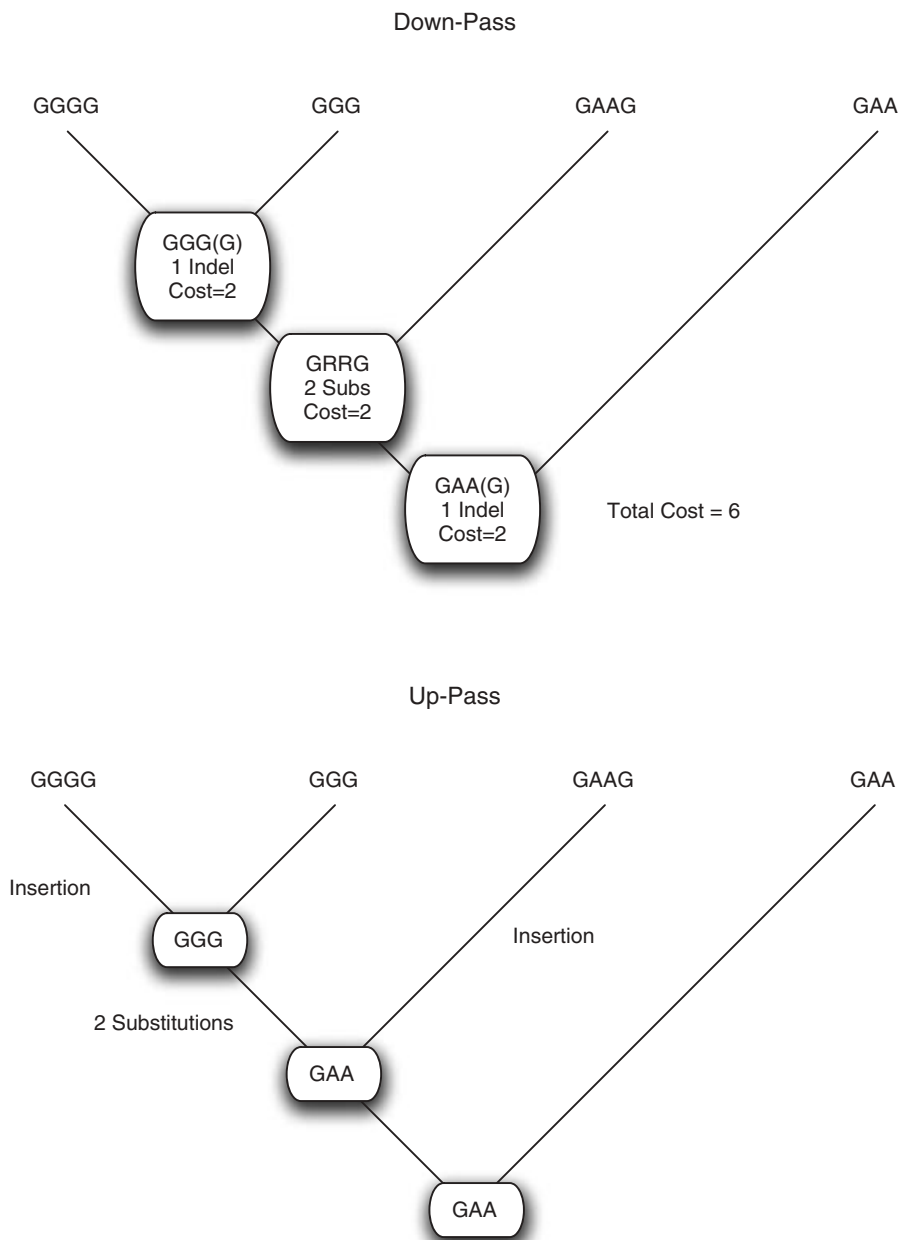 Down-Pass
GGGG GGG GAAG GAA
GGG(G)
1 Indel
Cost=2
GRRG
2 Subs
Cost=2
GAA(G)
1 Indel
Cost=2
Total Cost = 6
Up-Pass
GGGG GGG GAAG GAA
Insertion
GGG
Insertion
2 Substitutions
GAA
GAA